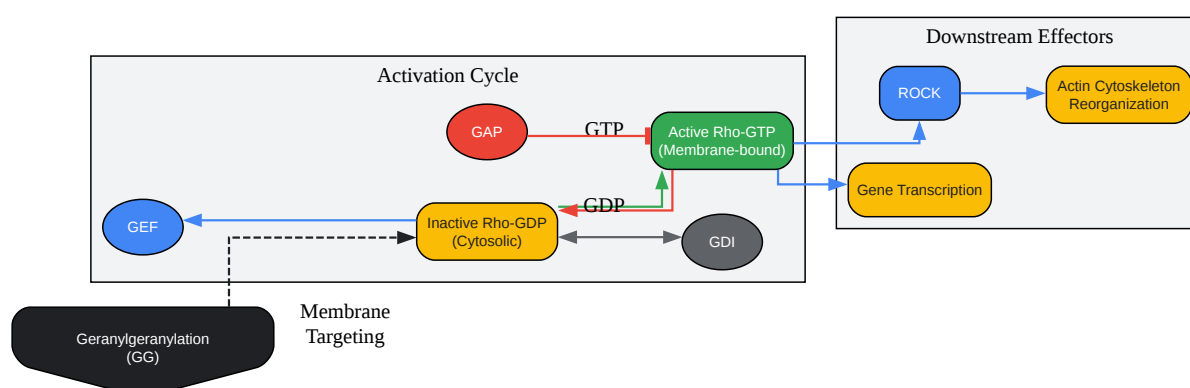 Downstream Effectors
Activation Cycle
ROCK
Actin Cytoskeleton
Reorganization
GAP
GTP
Active Rho-GTP
(Membrane-bound)
Gene Transcription
GDP
GEF
Inactive Rho-GDP
(Cytosolic)
GDI
Membrane
Targeting
Geranylgeranylation
(GG)